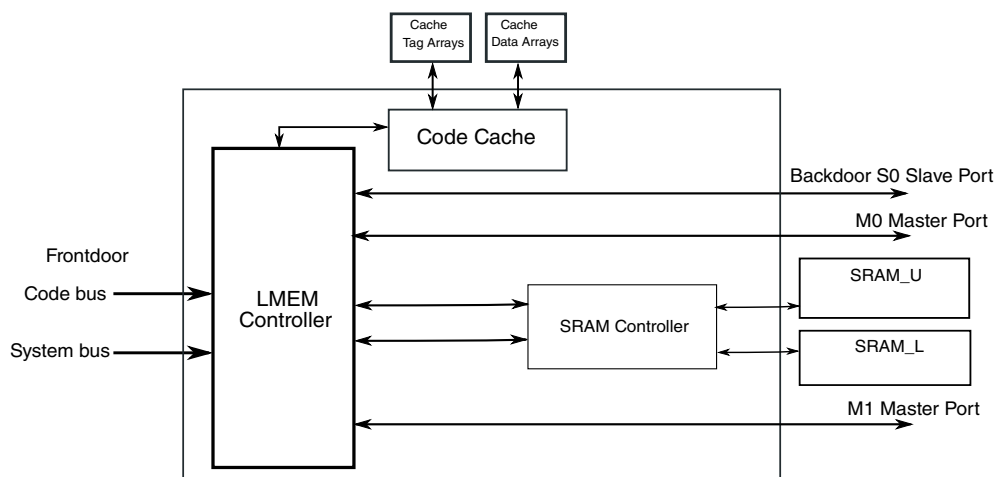 Cache
Tag Arrays
Cache
Data Arrays
Code Cache
Backdoor S0 Slave Port
M0 Master Port
Frontdoor
Code bus
LMEM
Controller
SRAM_U
SRAM Controller
System bus
SRAM_L
M1 Master Port